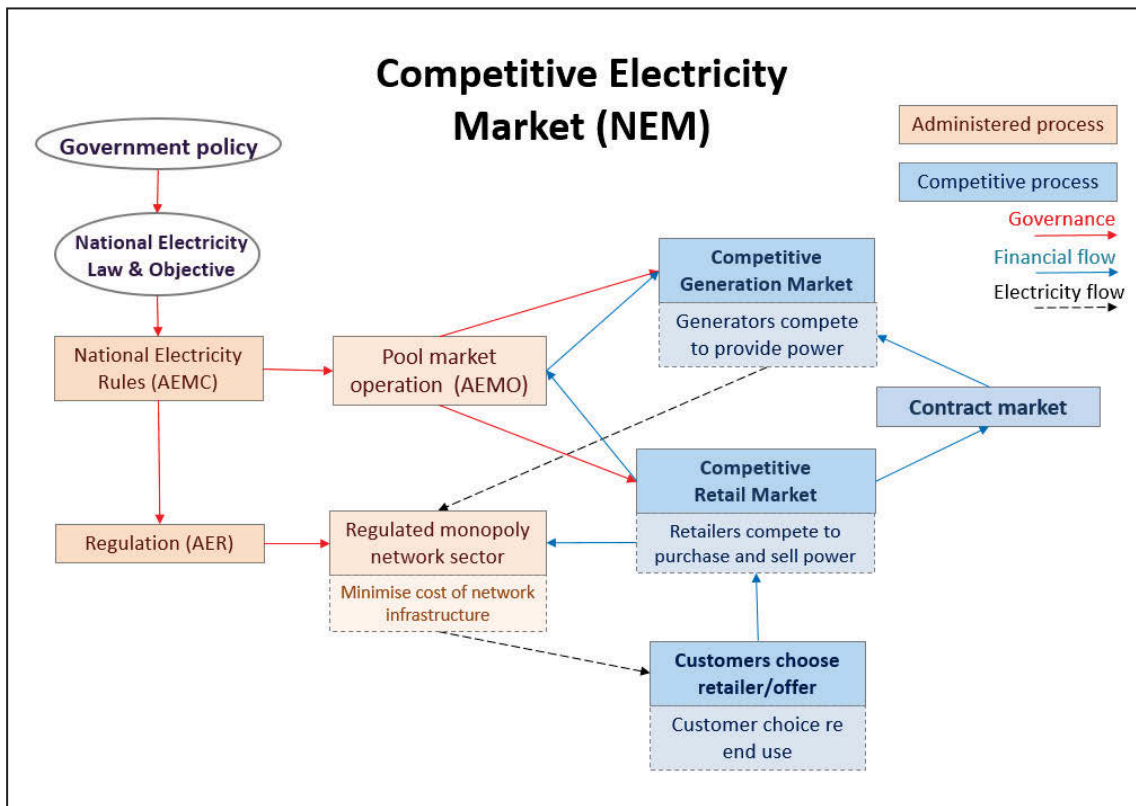 Competitive Electricity
Market (NEM)
Administered process
Competitive process
Governance
Financial flow
Electricity flow
Government policy
National Electricity
Law & Objective
National Electricity
Rules (AEMC)
Pool market
operation (AEMO)
Competitive
Generation Market
Generators compete
to provide power
Contract market
Competitive
Retail Market
Retailers compete to
purchase and sell power
Regulation (AER)
Regulated monopoly
network sector
Minimise cost of network
infrastructure
Customers choose
retailer/offer
Customer choice re
end use